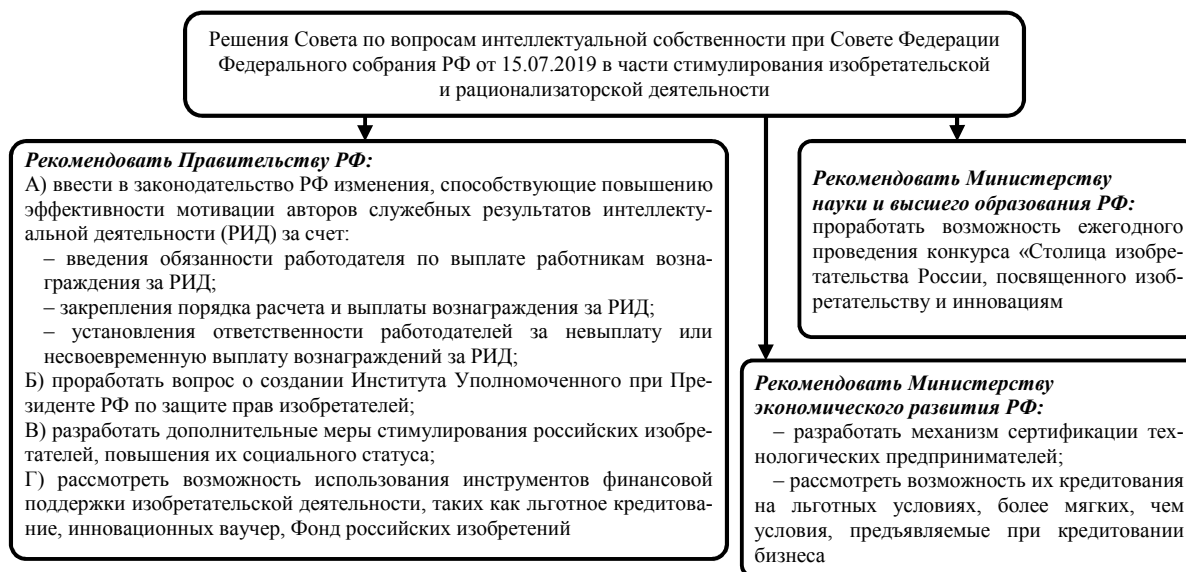 Решения Совета по вопросам интеллектуальной собственности при Совете Федерации
Федерального собрания РФ от 15.07.2019 в части стимулирования изобретательской
и рационализаторской деятельности
Рекомендовать Правительству РФ:
А) ввести в законодательство РФ изменения, способствующие повышению
эффективности мотивации авторов служебных результатов интеллекту-
альной деятельности (РИД) за счет:
– введения обязанности работодателя по выплате работникам возна-
граждения за РИД;
– закрепления порядка расчета и выплаты вознаграждения за РИД;
– установления ответственности работодателей за невыплату или
несвоевременную выплату вознаграждений за РИД;
Б) проработать вопрос о создании Института Уполномоченного при Пре-
зиденте РФ по защите прав изобретателей;
В) разработать дополнительные меры стимулирования российских изобре-
тателей, повышения их социального статуса;
Г) рассмотреть возможность использования инструментов финансовой
поддержки изобретательской деятельности, таких как льготное кредитова-
ние, инновационных ваучер, Фонд российских изобретений
Рекомендовать Министерству
науки и высшего образования РФ:
проработать возможность ежегодного
проведения конкурса «Столица изобре-
тательства России, посвященного изоб-
ретательству и инновациям
Рекомендовать Министерству
экономического развития РФ:
– разработать механизм сертификации тех-
нологических предпринимателей;
– рассмотреть возможность их кредитования
на льготных условиях, более мягких, чем
условия, предъявляемые при кредитовании
бизнеса